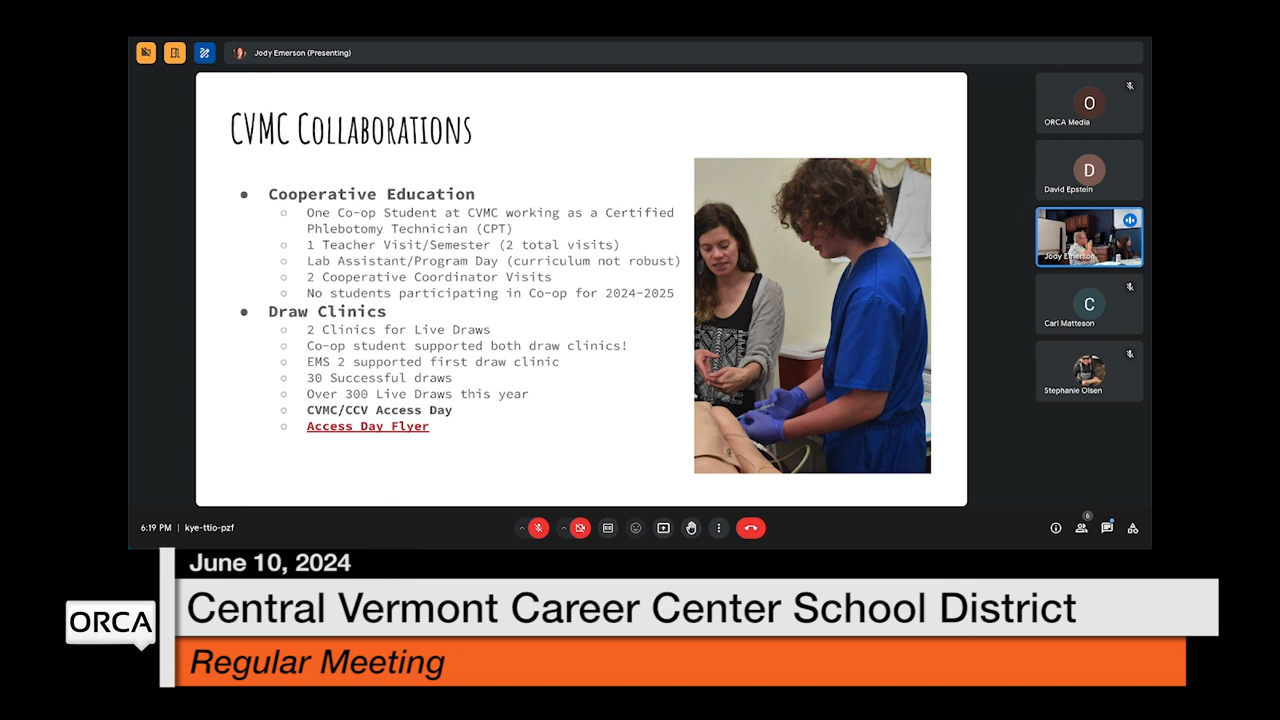 Jody Emerson (Presenting)
CVMC Collaborations
Cooperative Education
One Co-op Student at CVMC working as a Certified
Phlebotomy Technician (CPT)
1 Teacher Visit/Semester (2 total visits)
Lab Assistant/Program Day (curriculum not robust)
2 Cooperative Coordinator Visits
No students participating in Co-op for 2024-2025
Draw Clinics
2 Clinics for Live Draws
Co-op student supported both draw clinics!
EMS 2 supported first draw clinic
30 Successful draws
Over 300 Live Draws this year
CVMC/CCV Access Day
Access Day Flyer
O
ORCA Media
D
David Epstein
Jody Emerson
C
Carl Matteson
Stephanie Olsen
6:19 PM | kye-ttio-pzf
6
June 10, 2024
ORCA
Central Vermont Career Center School District
Regular Meeting